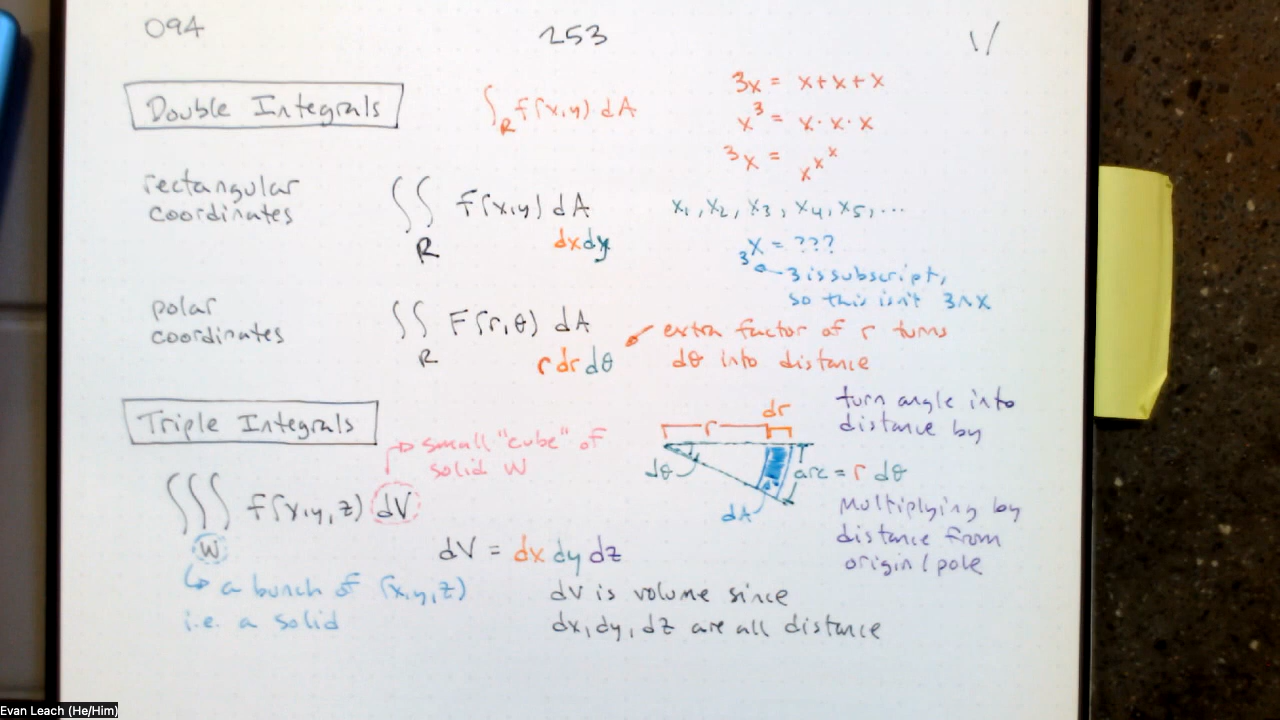 094
253
1/
Double Integrals
∫_R f(x,y) dA
3x = x+x+x
x³ = x·x·x
³x = x^x^x
rectangular
coordinates
∬_R f(x,y) dA
dxdy
x₁, x₂, x₃, x₄, x₅, ...
₃x = ???
3 is subscript,
so this isn't 3^x
polar
coordinates
∬_R F(r,θ) dA
r dr dθ
extra factor of r turns
dθ into distance
Triple Integrals
small "cube" of
solid W
∭_W f(x,y,z) dV
a bunch of (x,y,z)
i.e. a solid
dV = dx dy dz
dV is volume since
dx, dy, dz are all distance
dr
r
dθ
arc = r dθ
dA
turn angle into
distance by
multiplying by
distance from
origin/pole
Evan Leach (He/Him)